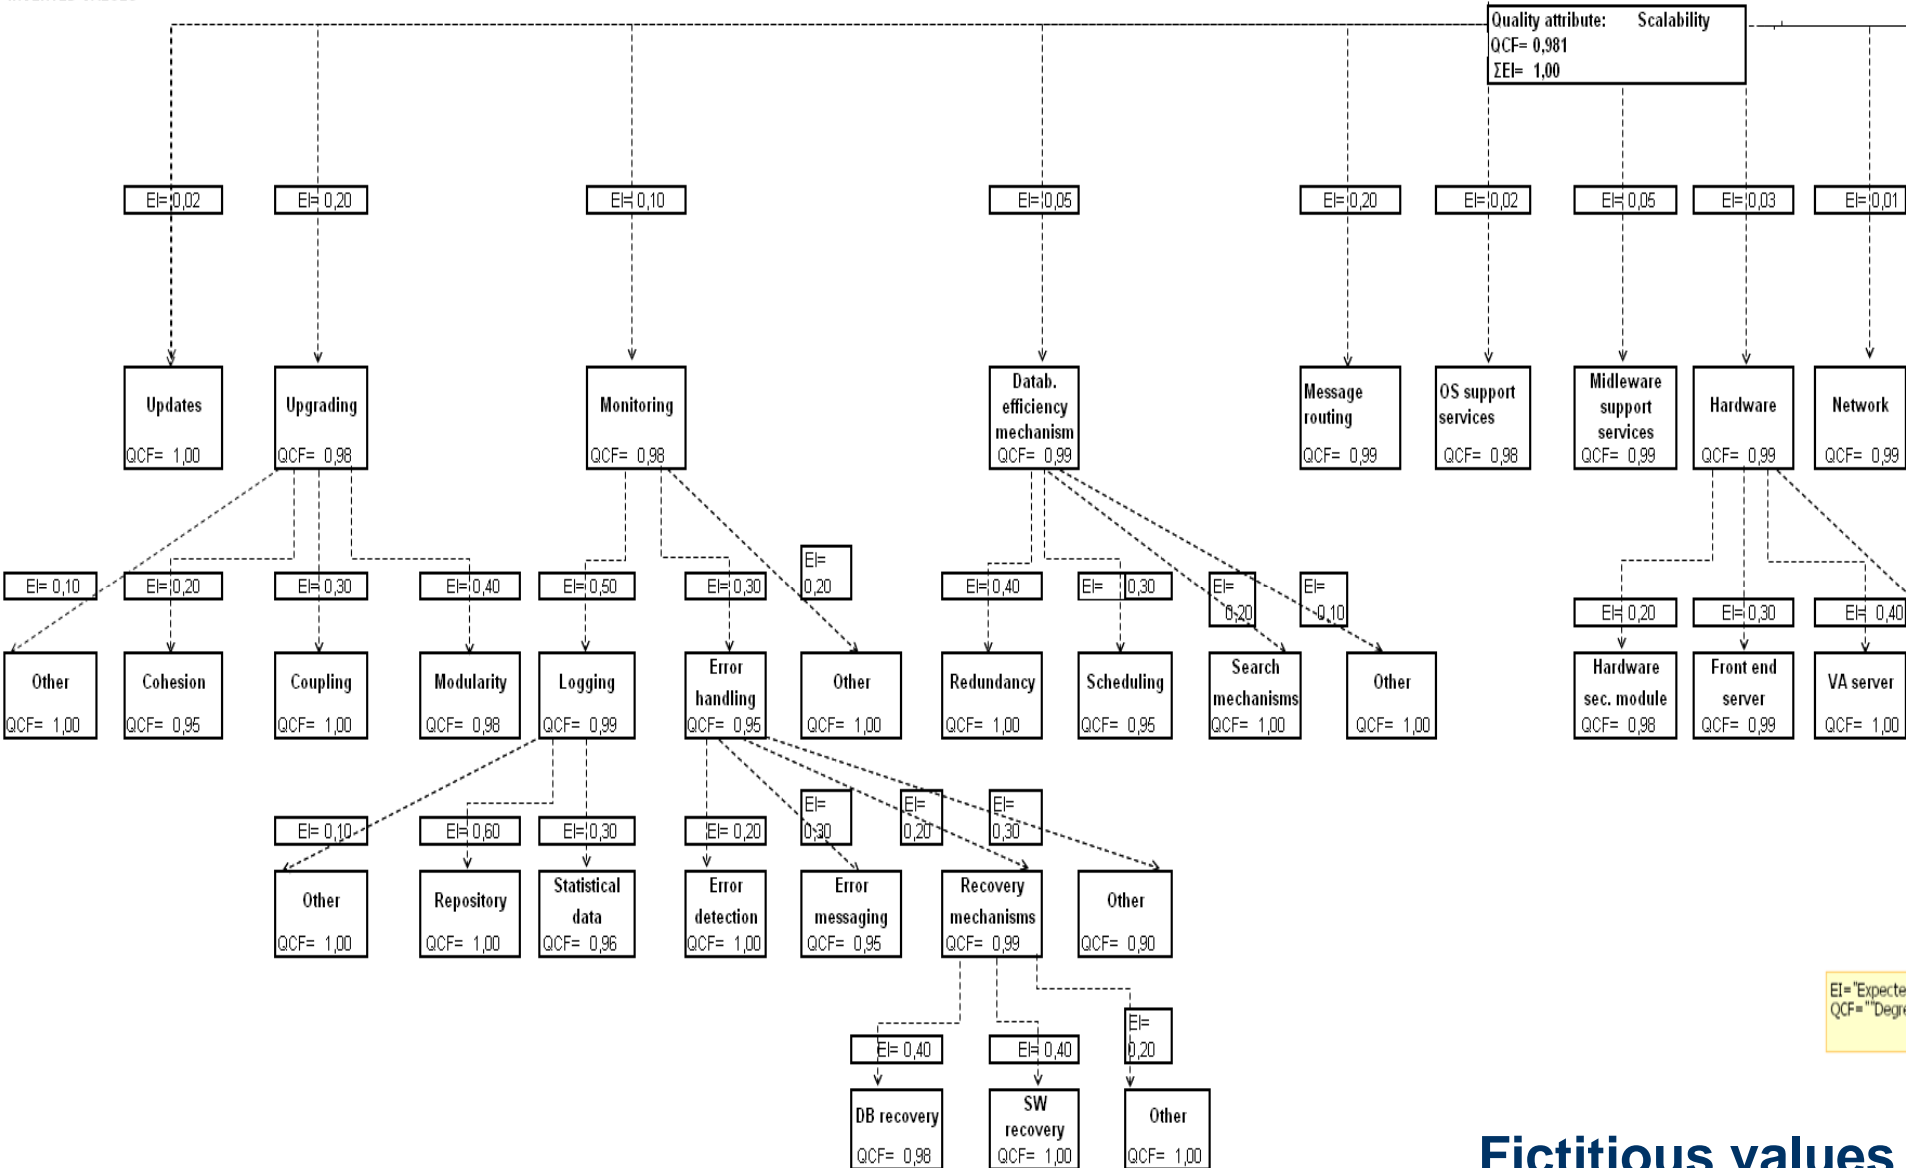 Quality attribute: Scalability
QCF= 0,981
ΣEI= 1,00
EI= 0,02
EI= 0,20
EI= 0,10
EI= 0,05
EI= 0,20
EI= 0,02
EI= 0,05
EI= 0,03
EI= 0,01
Updates
QCF= 1,00
Upgrading
QCF= 0,98
Monitoring
QCF= 0,98
Datab.
efficiency
mechanism
QCF= 0,99
Message
routing
QCF= 0,99
OS support
services
QCF= 0,98
Midleware
support
services
QCF= 0,99
Hardware
QCF= 0,99
Network
QCF= 0,99
EI= 0,10
EI= 0,20
EI= 0,30
EI= 0,40
EI= 0,50
EI= 0,30
EI=
0,20
EI= 0,40
EI= 0,30
EI=
0,20
EI=
0,10
EI= 0,20
EI= 0,30
EI= 0,40
Other
QCF= 1,00
Cohesion
QCF= 0,95
Coupling
QCF= 1,00
Modularity
QCF= 0,98
Logging
QCF= 0,99
Error
handling
QCF= 0,95
Other
QCF= 1,00
Redundancy
QCF= 1,00
Scheduling
QCF= 0,95
Search
mechanisms
QCF= 1,00
Other
QCF= 1,00
Hardware
sec. module
QCF= 0,98
Front end
server
QCF= 0,99
VA server
QCF= 1,00
EI= 0,10
EI= 0,60
EI= 0,30
EI= 0,20
EI=
0,30
EI=
0,20
EI=
0,30
Other
QCF= 1,00
Repository
QCF= 1,00
Statistical
data
QCF= 0,96
Error
detection
QCF= 1,00
Error
messaging
QCF= 0,95
Recovery
mechanisms
QCF= 0,99
Other
QCF= 0,90
EI="Expecte
QCF=""Degre
EI= 0,40
EI= 0,40
EI=
0,20
DB recovery
QCF= 0,98
SW
recovery
QCF= 1,00
Other
QCF= 1,00
Fictitious values